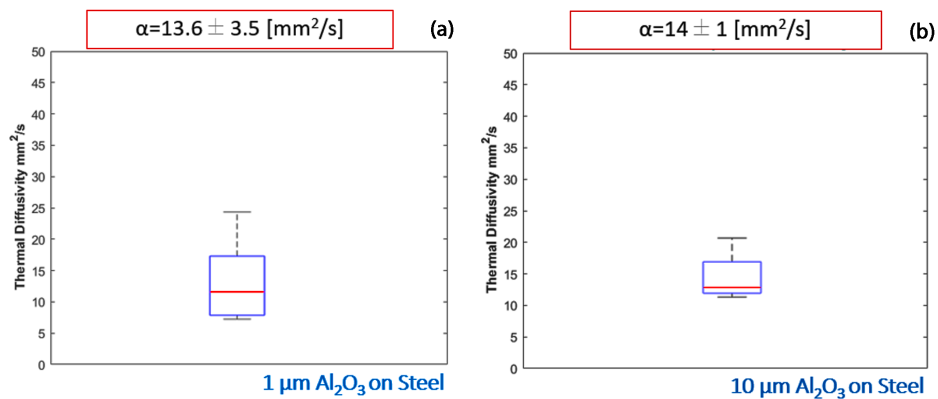 α=13.6 ± 3.5 [mm²/s]
(a)
50
45
40
35
30
25
20
15
10
5
0
Thermal Diffusivity mm²/s
1 µm Al₂O₃ on Steel
α=14 ± 1 [mm²/s]
(b)
50
45
40
35
30
25
20
15
10
5
0
Thermal Diffusivity mm²/s
10 µm Al₂O₃ on Steel